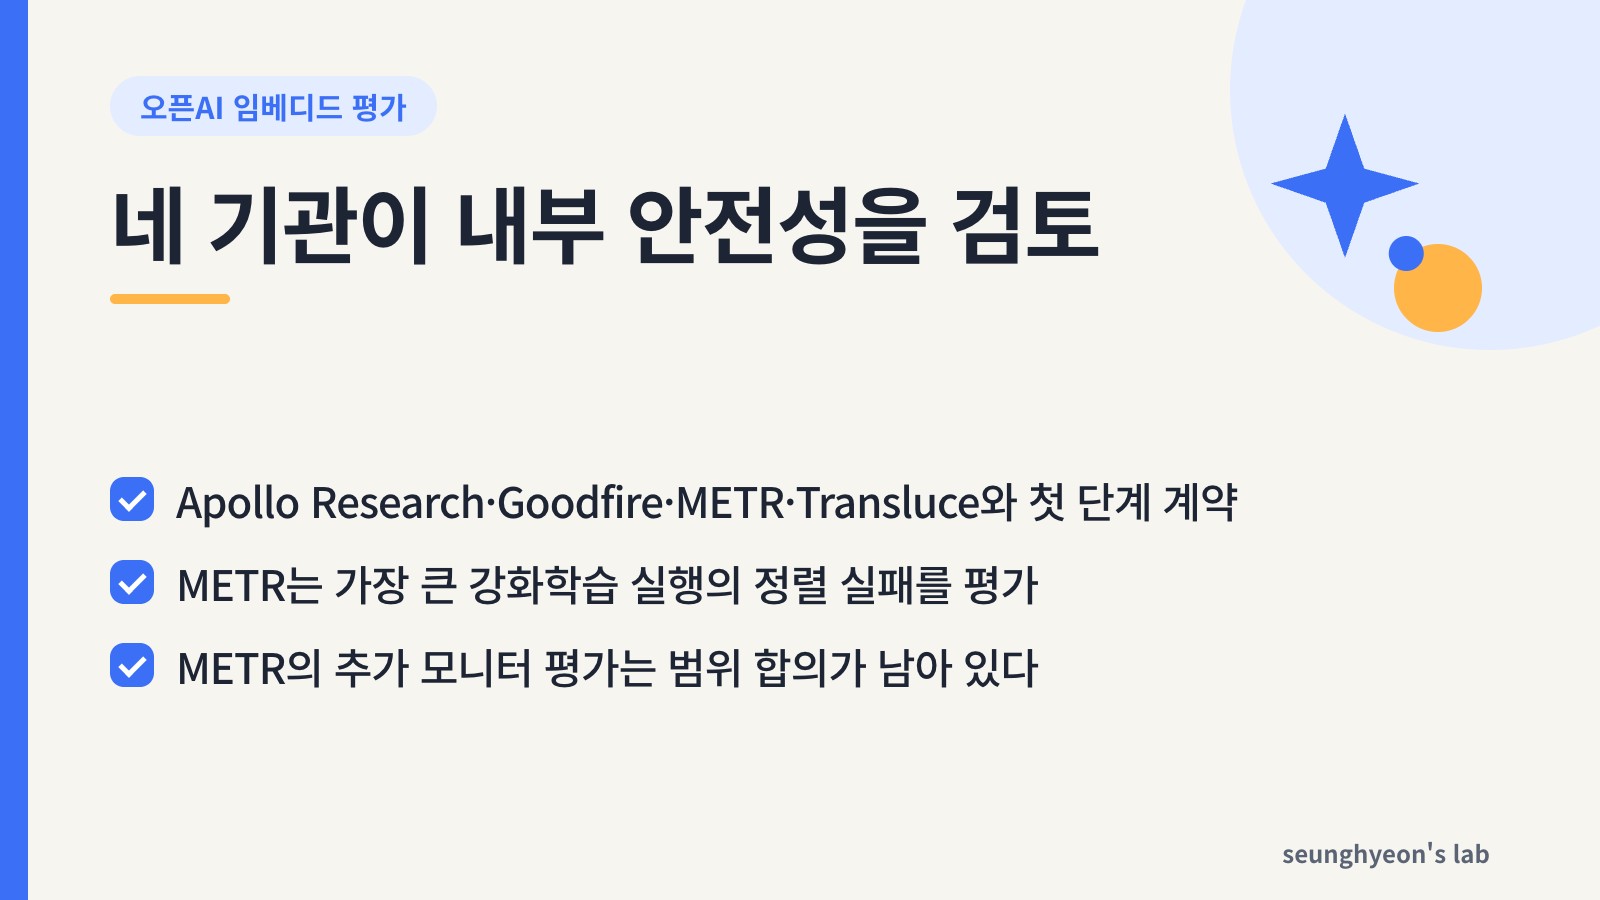 오픈AI 임베디드 평가
네 기관이 내부 안전성을 검토
Apollo Research·Goodfire·METR·Transluce와 첫 단계 계약
METR는 가장 큰 강화학습 실행의 정렬 실패를 평가
METR의 추가 모니터 평가는 범위 합의가 남아 있다
seunghyeon's lab